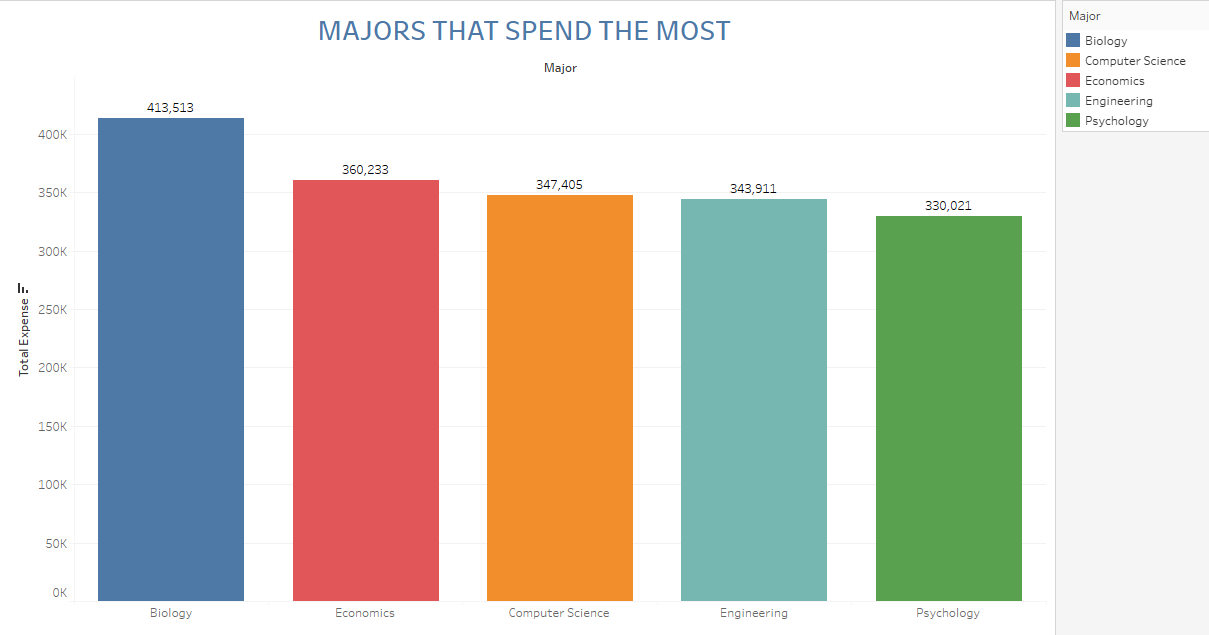 MAJORS THAT SPEND THE MOST
Major
413,513
360,233
347,405
343,911
330,021
400K
350K
300K
250K
200K
150K
100K
50K
0K
Total Expense
Biology
Economics
Computer Science
Engineering
Psychology
Major
Biology
Computer Science
Economics
Engineering
Psychology